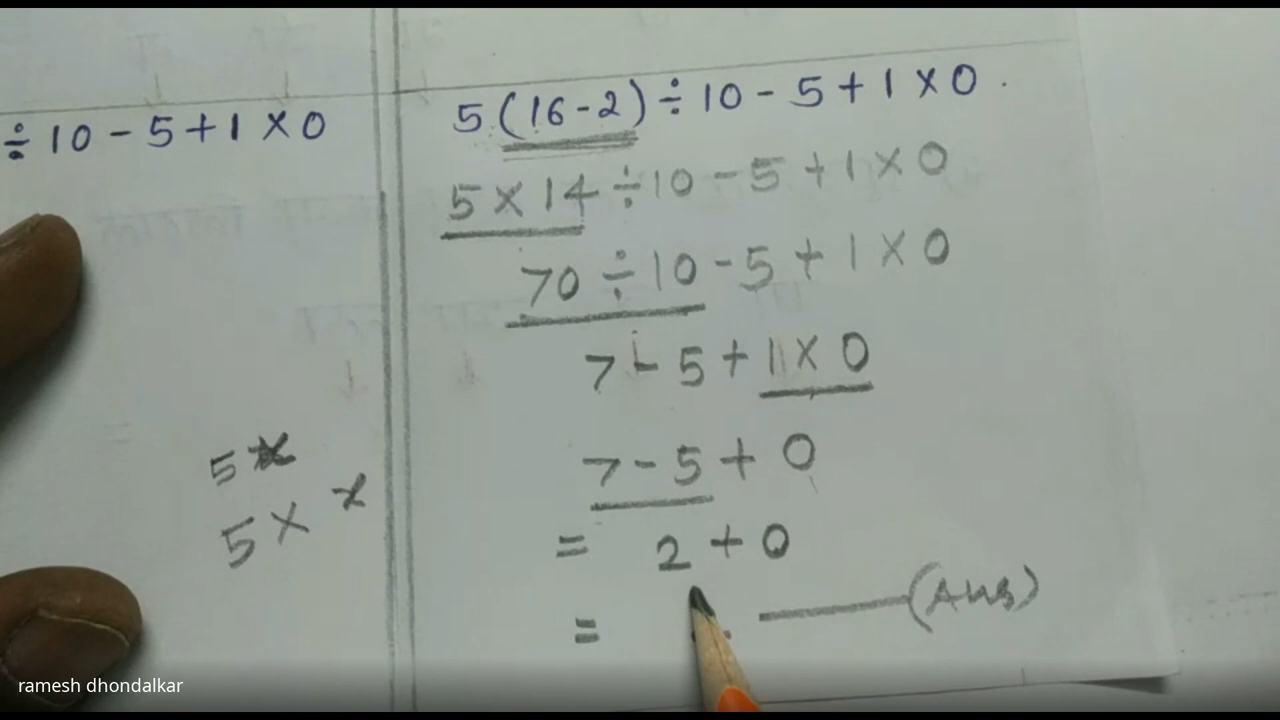 ÷ 10 - 5 + 1 × 0
5 (16 - 2) ÷ 10 - 5 + 1 × 0
5 × 14 ÷ 10 - 5 + 1 × 0
70 ÷ 10 - 5 + 1 × 0
7 - 5 + 1 × 0
7 - 5 + 0
= 2 + 0
= (Ans)
5 x
5 × x
ramesh dhondalkar